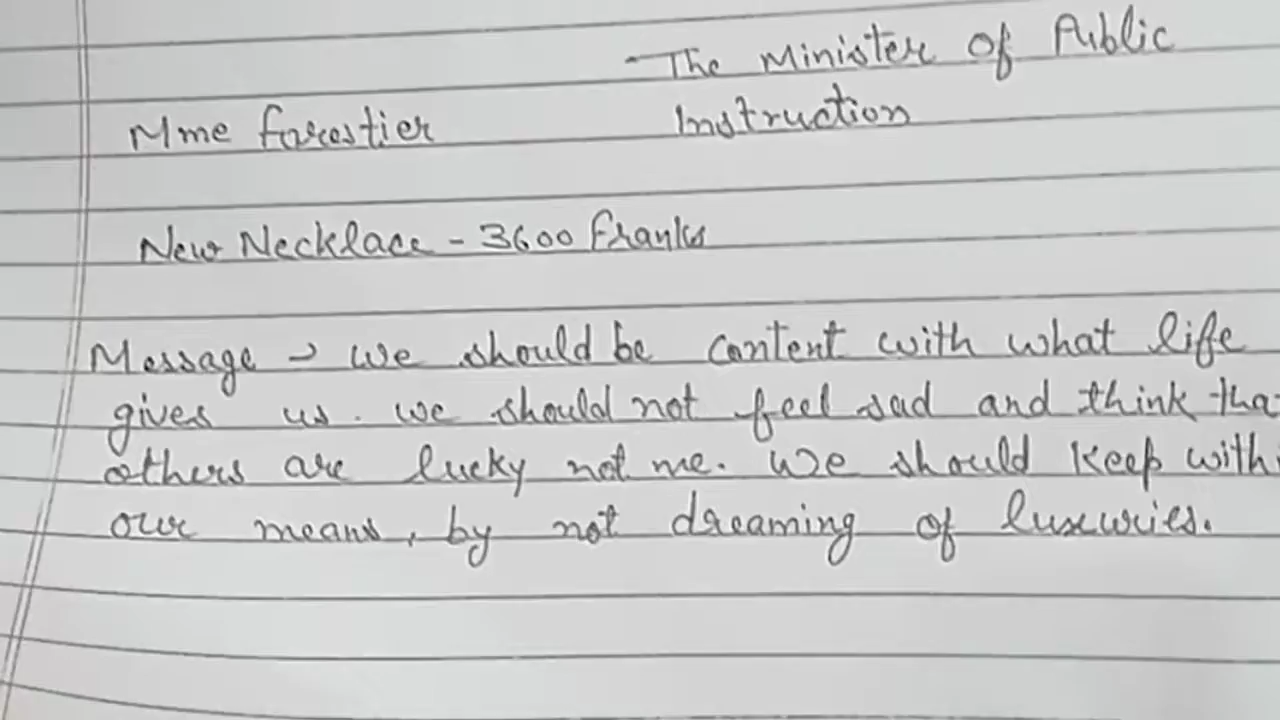 - The Minister of Public
Mme Forestier Instruction
New Necklace - 3600 Franks
Message → We should be content with what life
gives us. We should not feel sad and think tha
others are lucky not me. We should keep with
our means, by not dreaming of luxuries.